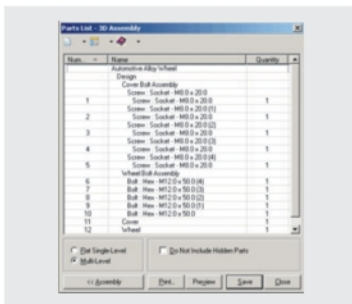 Parts List - 3D Assembly
Num... Name Quantity
Automotive Alloy Wheel
Design
Cover Bolt Assembly
Screw : Socket - M8.0 x 20.0
1 Screw : Socket - M8.0 x 20.0 1
Screw : Socket - M8.0 x 20.0 (1)
2 Screw : Socket - M8.0 x 20.0 1
Screw : Socket - M8.0 x 20.0 (2)
3 Screw : Socket - M8.0 x 20.0 1
Screw : Socket - M8.0 x 20.0 (3)
4 Screw : Socket - M8.0 x 20.0 1
Screw : Socket - M8.0 x 20.0 (4)
5 Screw : Socket - M8.0 x 20.0 1
Wheel Bolt Assembly
6 Bolt : Hex - M12.0 x 50.0 (4) 1
7 Bolt : Hex - M12.0 x 50.0 (3) 1
8 Bolt : Hex - M12.0 x 50.0 (2) 1
9 Bolt : Hex - M12.0 x 50.0 (1) 1
10 Bolt : Hex - M12.0 x 50.0 1
11 Cover 1
12 Wheel 1
Flat Single-Level
Do Not Include Hidden Parts
Multi-Level
<< Assembly Print... Preview Save Close